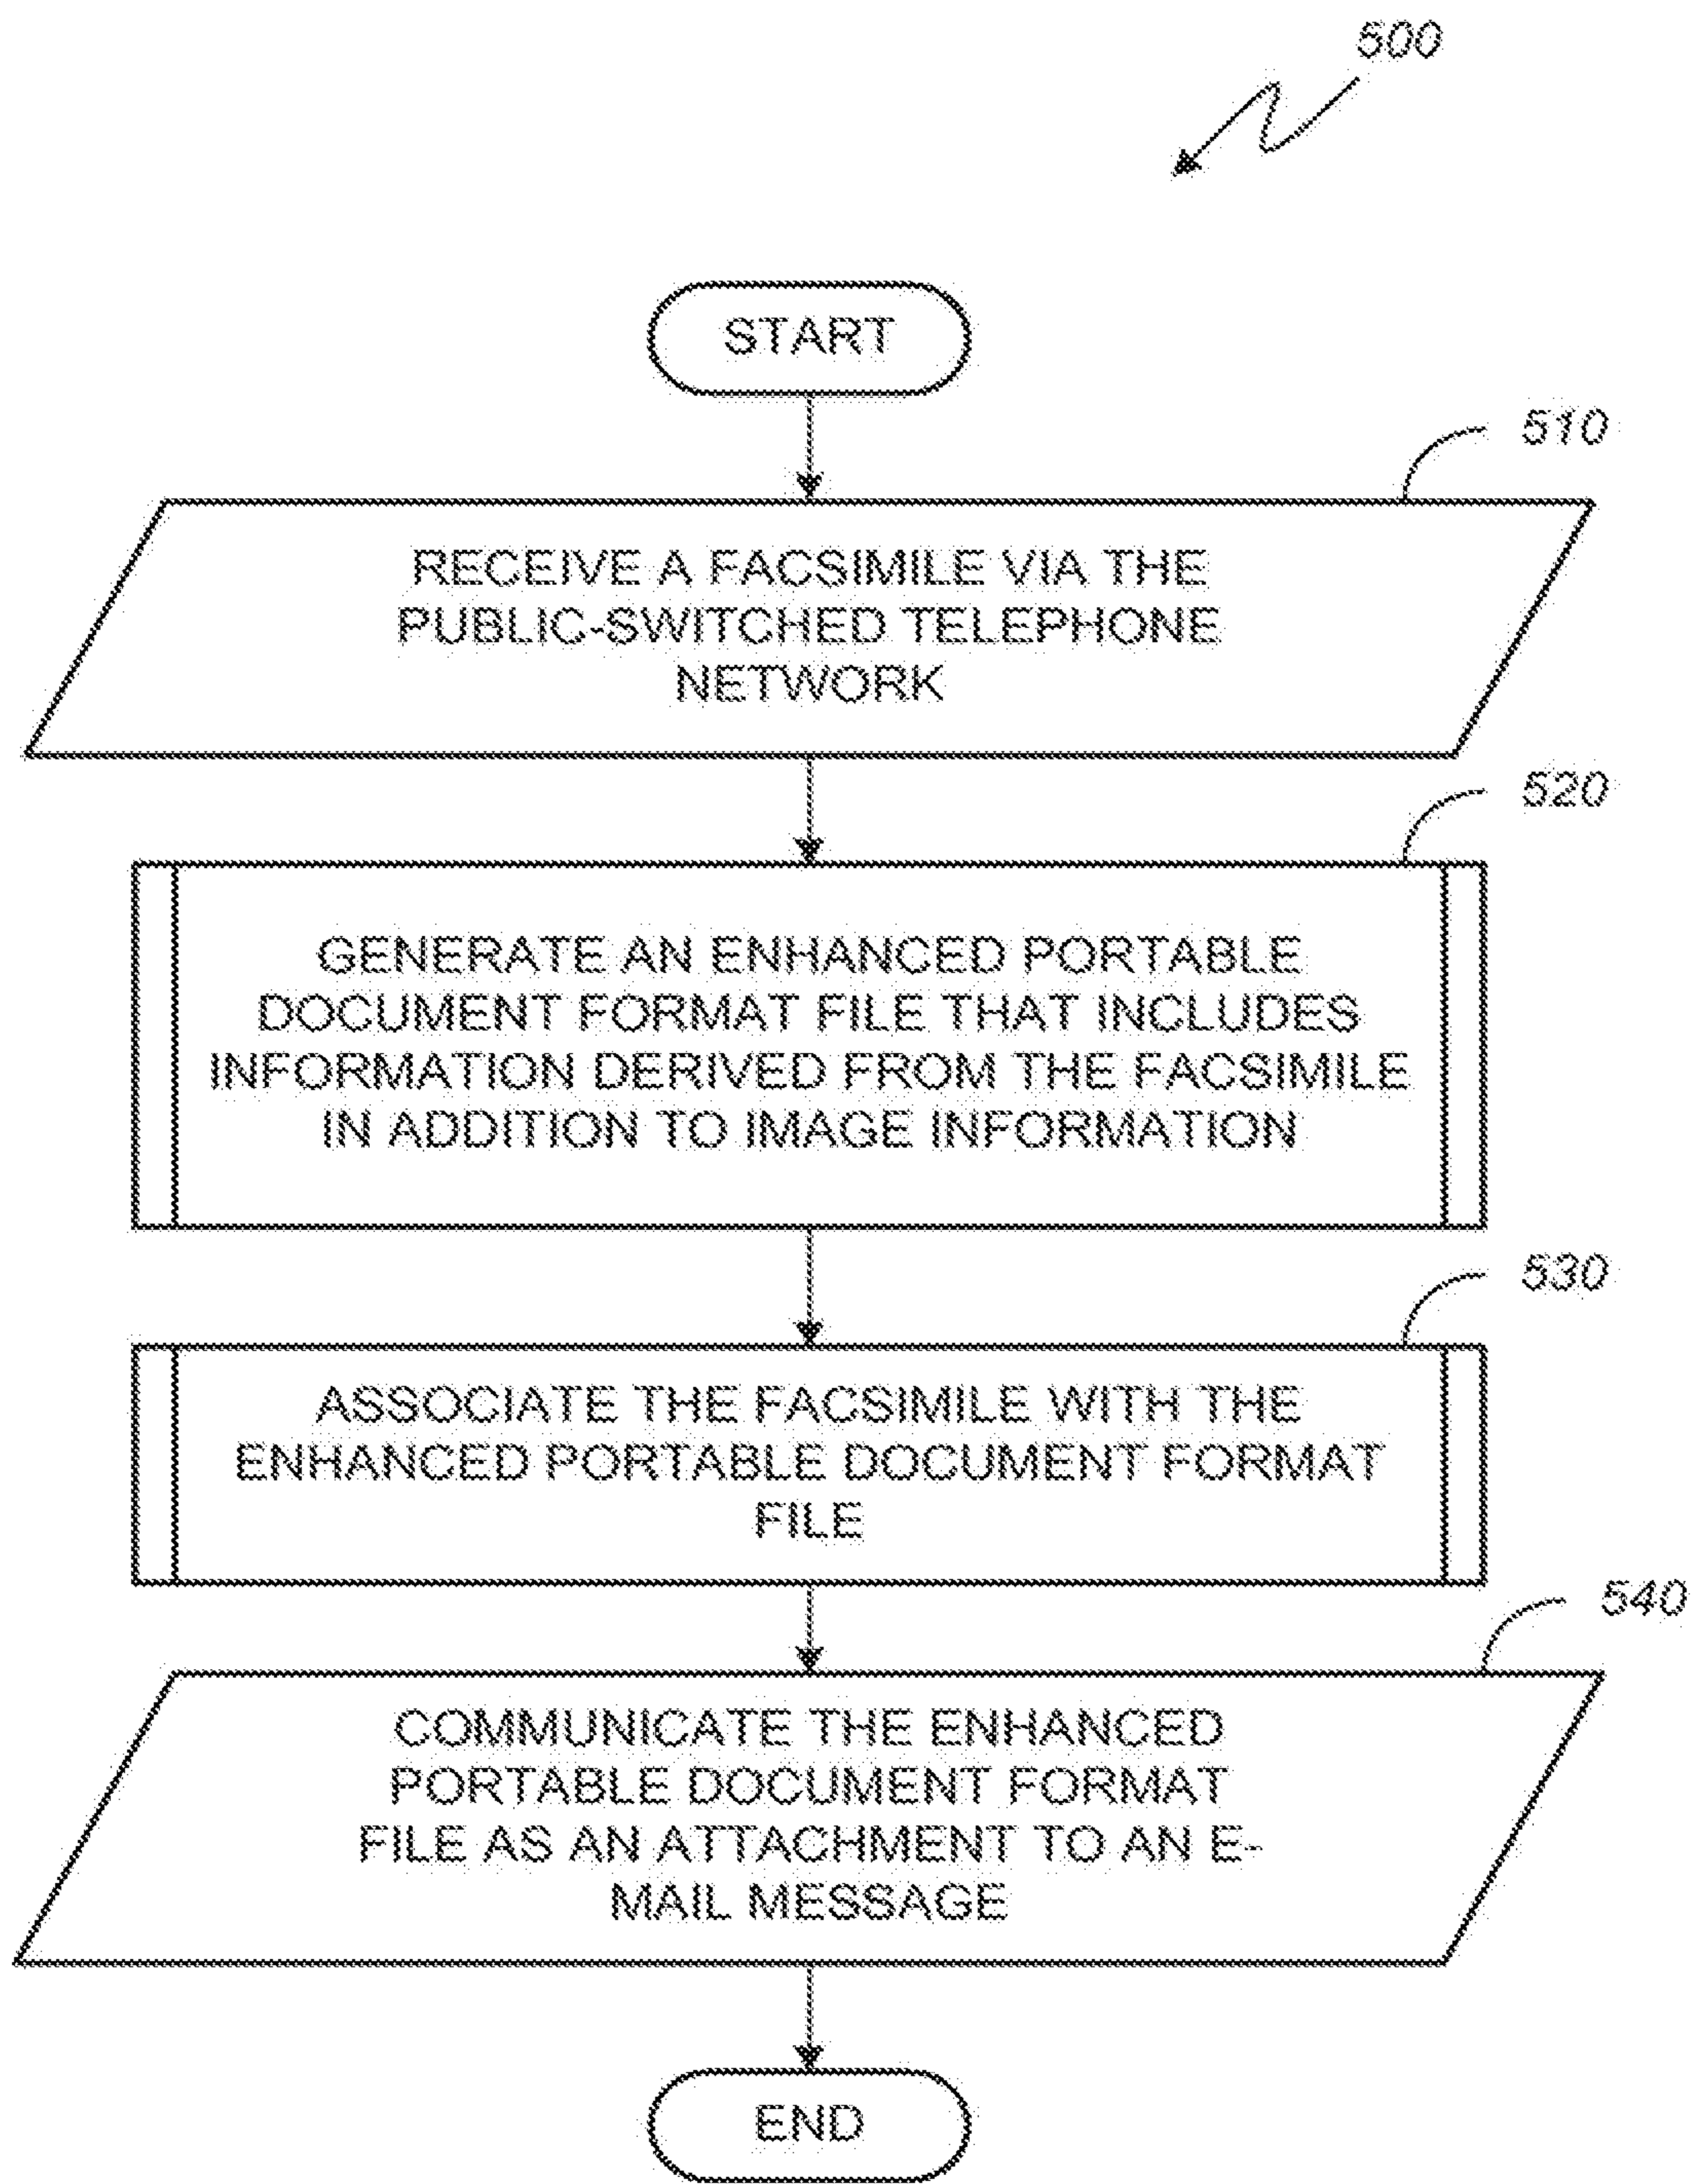 500
START
510
RECEIVE A FACSIMILE VIA THE
PUBLIC-SWITCHED TELEPHONE
NETWORK
520
GENERATE AN ENHANCED PORTABLE
DOCUMENT FORMAT FILE THAT INCLUDES
INFORMATION DERIVED FROM THE FACSIMILE
IN ADDITION TO IMAGE INFORMATION
530
ASSOCIATE THE FACSIMILE WITH THE
ENHANCED PORTABLE DOCUMENT FORMAT
FILE
540
COMMUNICATE THE ENHANCED
PORTABLE DOCUMENT FORMAT
FILE AS AN ATTACHMENT TO AN E-
MAIL MESSAGE
END